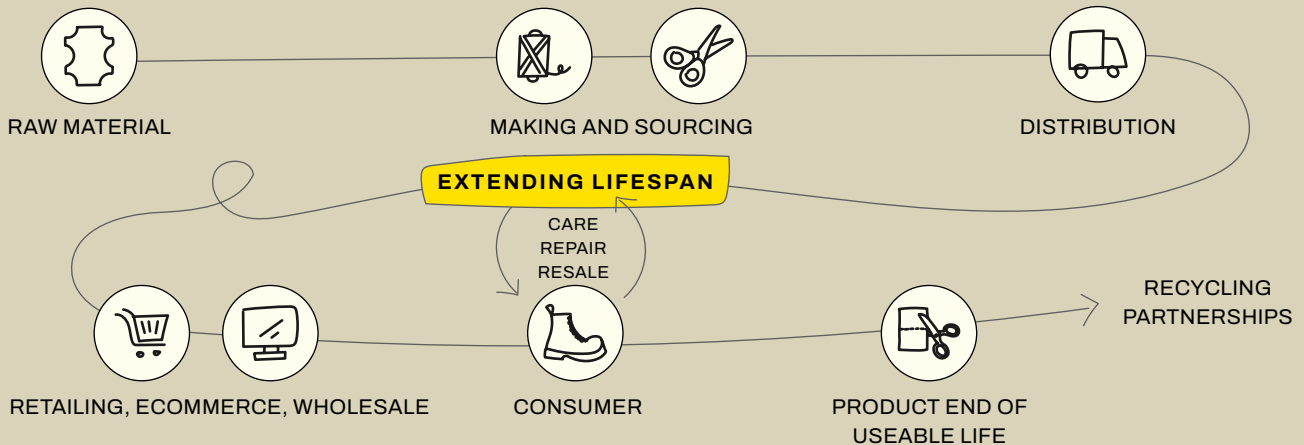 RAW MATERIAL
MAKING AND SOURCING
DISTRIBUTION
EXTENDING LIFESPAN
CARE
REPAIR
RESALE
RECYCLING
PARTNERSHIPS
RETAILING, ECOMMERCE, WHOLESALE
CONSUMER
PRODUCT END OF
USEABLE LIFE